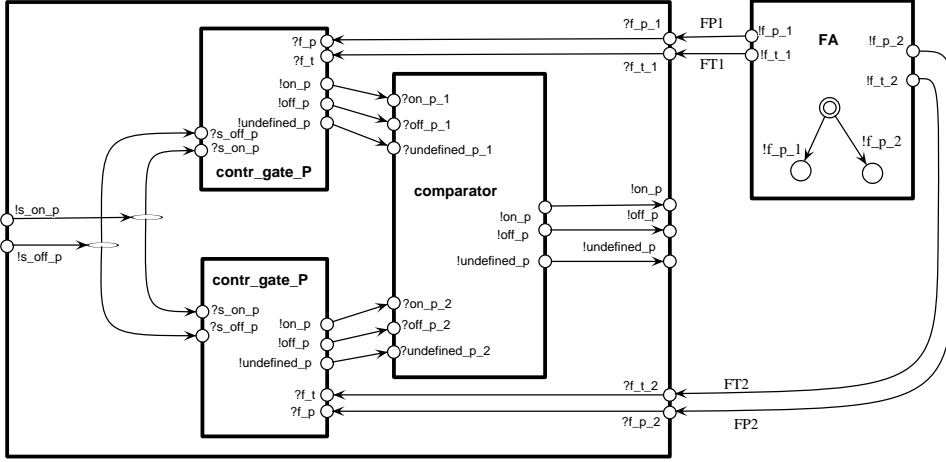 ?f_p_1
FP1
!f_p_1
FA
!f_p_2
?f_p
?f_t
?f_t_1
FT1
!f_t_1
!f_t_2
!on_p
!off_p
!undefined_p
?on_p_1
?off_p_1
?undefined_p_1
?s_off_p
?s_on_p
contr_gate_P
!f_p_1
!f_p_2
comparator
!s_on_p
!s_off_p
!on_p
!off_p
!undefined_p
!on_p
!off_p
!undefined_p
contr_gate_P
?s_on_p
?s_off_p
!on_p
!off_p
!undefined_p
?on_p_2
?off_p_2
?undefined_p_2
?f_t
?f_p
?f_t_2
FT2
?f_p_2
FP2